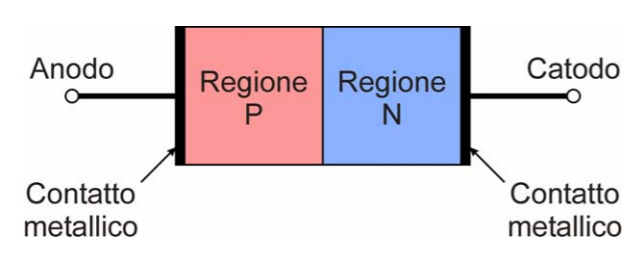 Anodo
Regione
P
Regione
N
Catodo
Contatto
metallico
Contatto
metallico